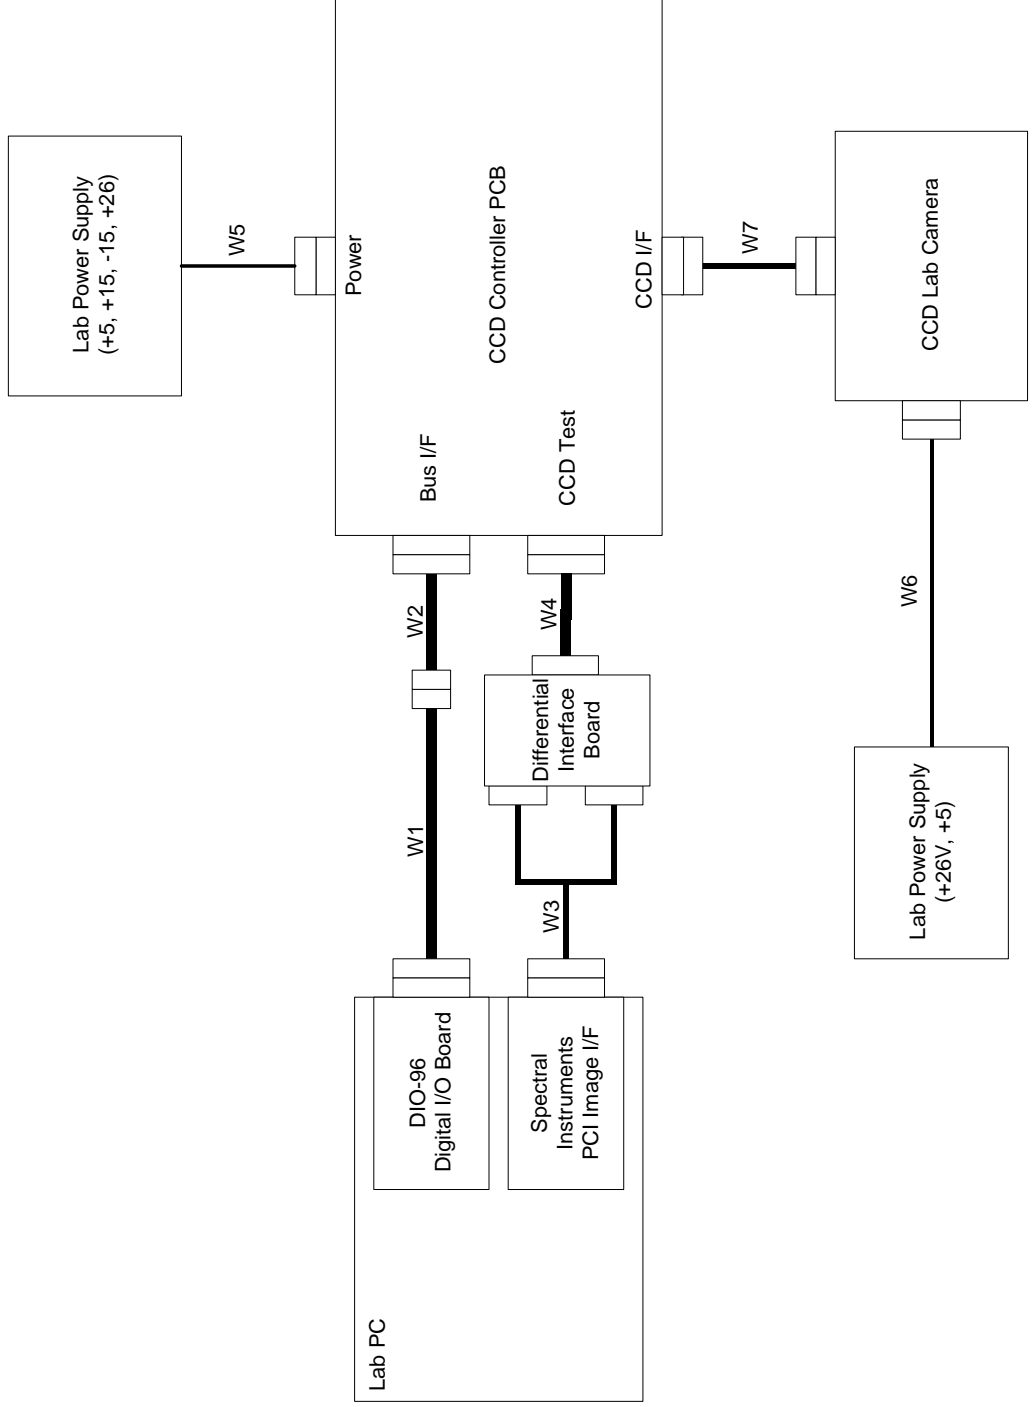 Lab Power Supply
(+5, +15, -15, +26)
W5
Power
CCD Controller PCB
Bus I/F
CCD Test
CCD I/F
W7
CCD Lab Camera
W2
W4
W6
Differential
Interface
Board
W1
W3
Lab Power Supply
(+26V, +5)
DIO-96
Digital I/O Board
Spectral
Instruments
PCI Image I/F
Lab PC